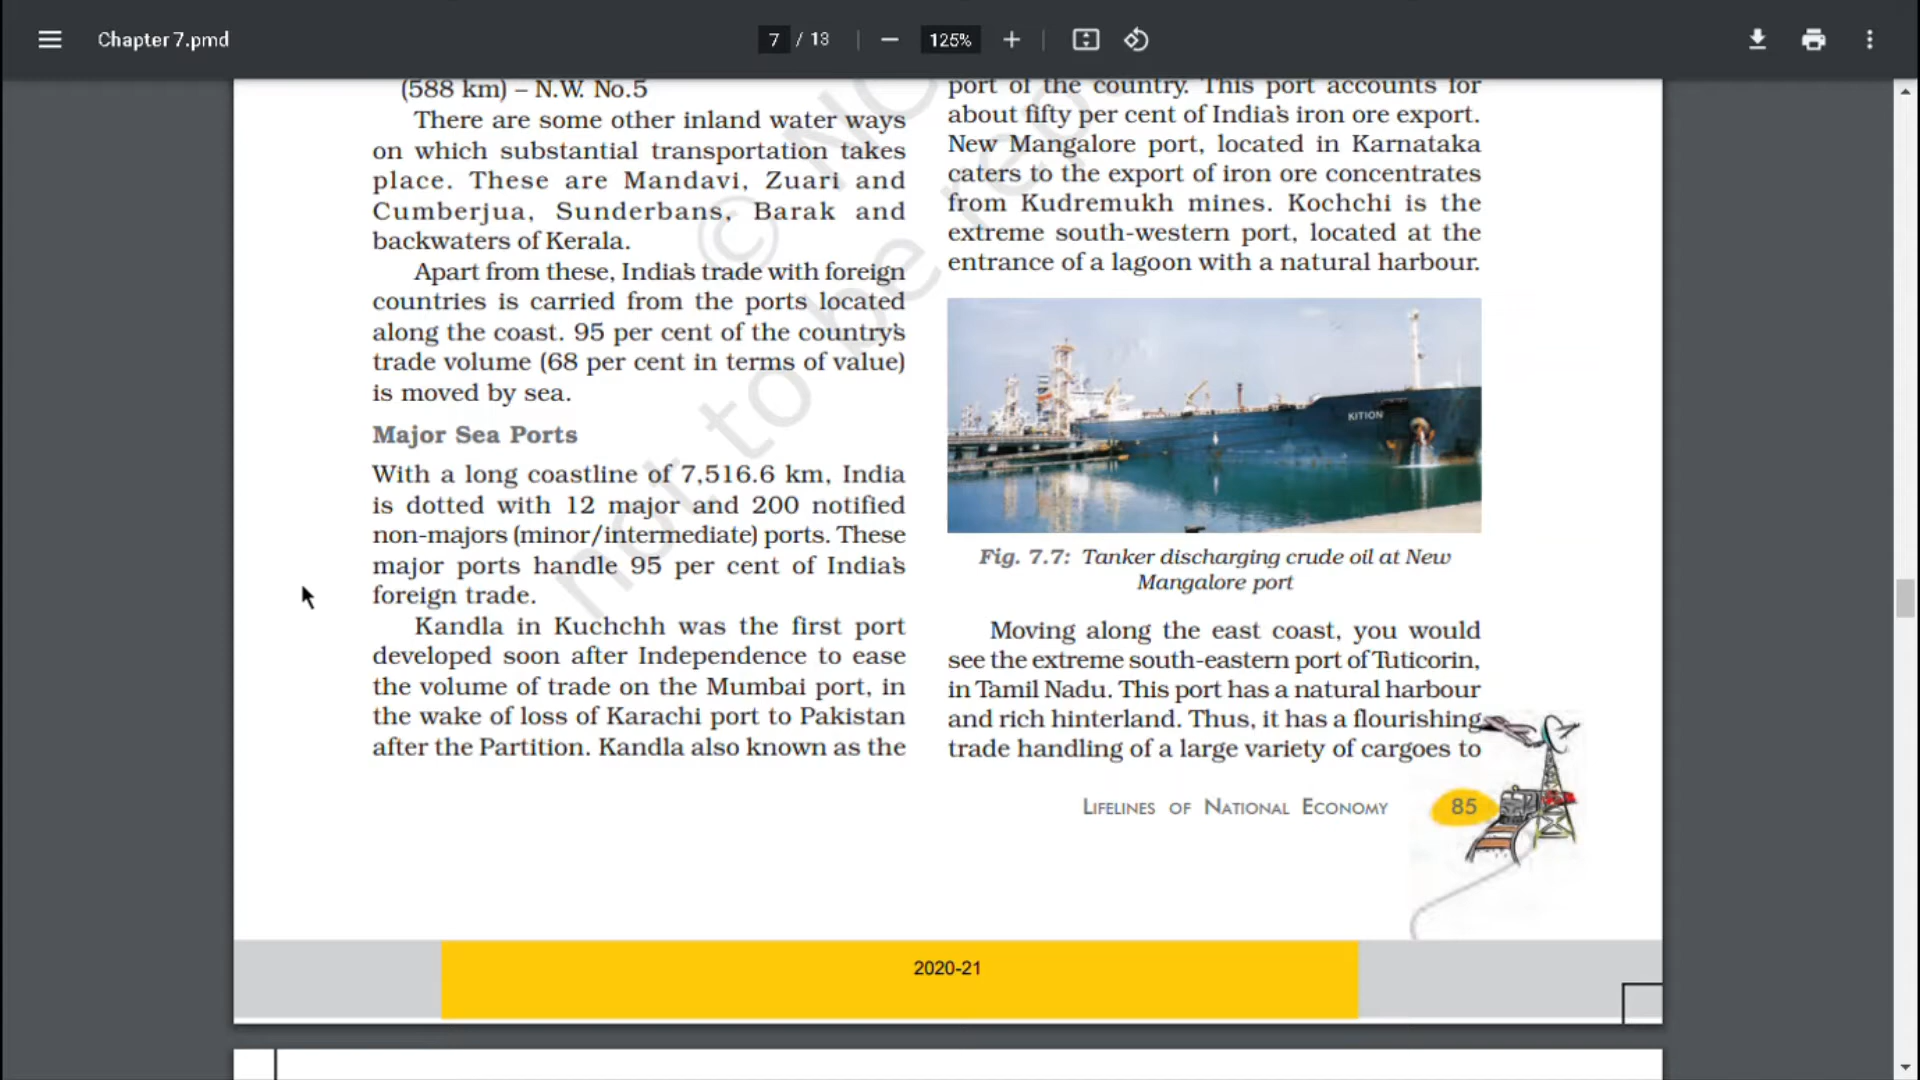 Chapter 7.pmd
7 / 13
125%
(588 km) – N.W. No.5
There are some other inland water ways
on which substantial transportation takes
place. These are Mandavi, Zuari and
Cumberjua, Sunderbans, Barak and
backwaters of Kerala.
Apart from these, India's trade with foreign
countries is carried from the ports located
along the coast. 95 per cent of the country's
trade volume (68 per cent in terms of value)
is moved by sea.
Major Sea Ports
With a long coastline of 7,516.6 km, India
is dotted with 12 major and 200 notified
non-majors (minor/intermediate) ports. These
major ports handle 95 per cent of India's
foreign trade.
Kandla in Kuchchh was the first port
developed soon after Independence to ease
the volume of trade on the Mumbai port, in
the wake of loss of Karachi port to Pakistan
after the Partition. Kandla also known as the
port of the country. This port accounts for
about fifty per cent of India's iron ore export.
New Mangalore port, located in Karnataka
caters to the export of iron ore concentrates
from Kudremukh mines. Kochchi is the
extreme south-western port, located at the
entrance of a lagoon with a natural harbour.
KITION
Fig. 7.7: Tanker discharging crude oil at New
Mangalore port
Moving along the east coast, you would
see the extreme south-eastern port of Tuticorin,
in Tamil Nadu. This port has a natural harbour
and rich hinterland. Thus, it has a flourishing
trade handling of a large variety of cargoes to
LIFELINES OF NATIONAL ECONOMY 85
2020-21
© NC
not to be rep